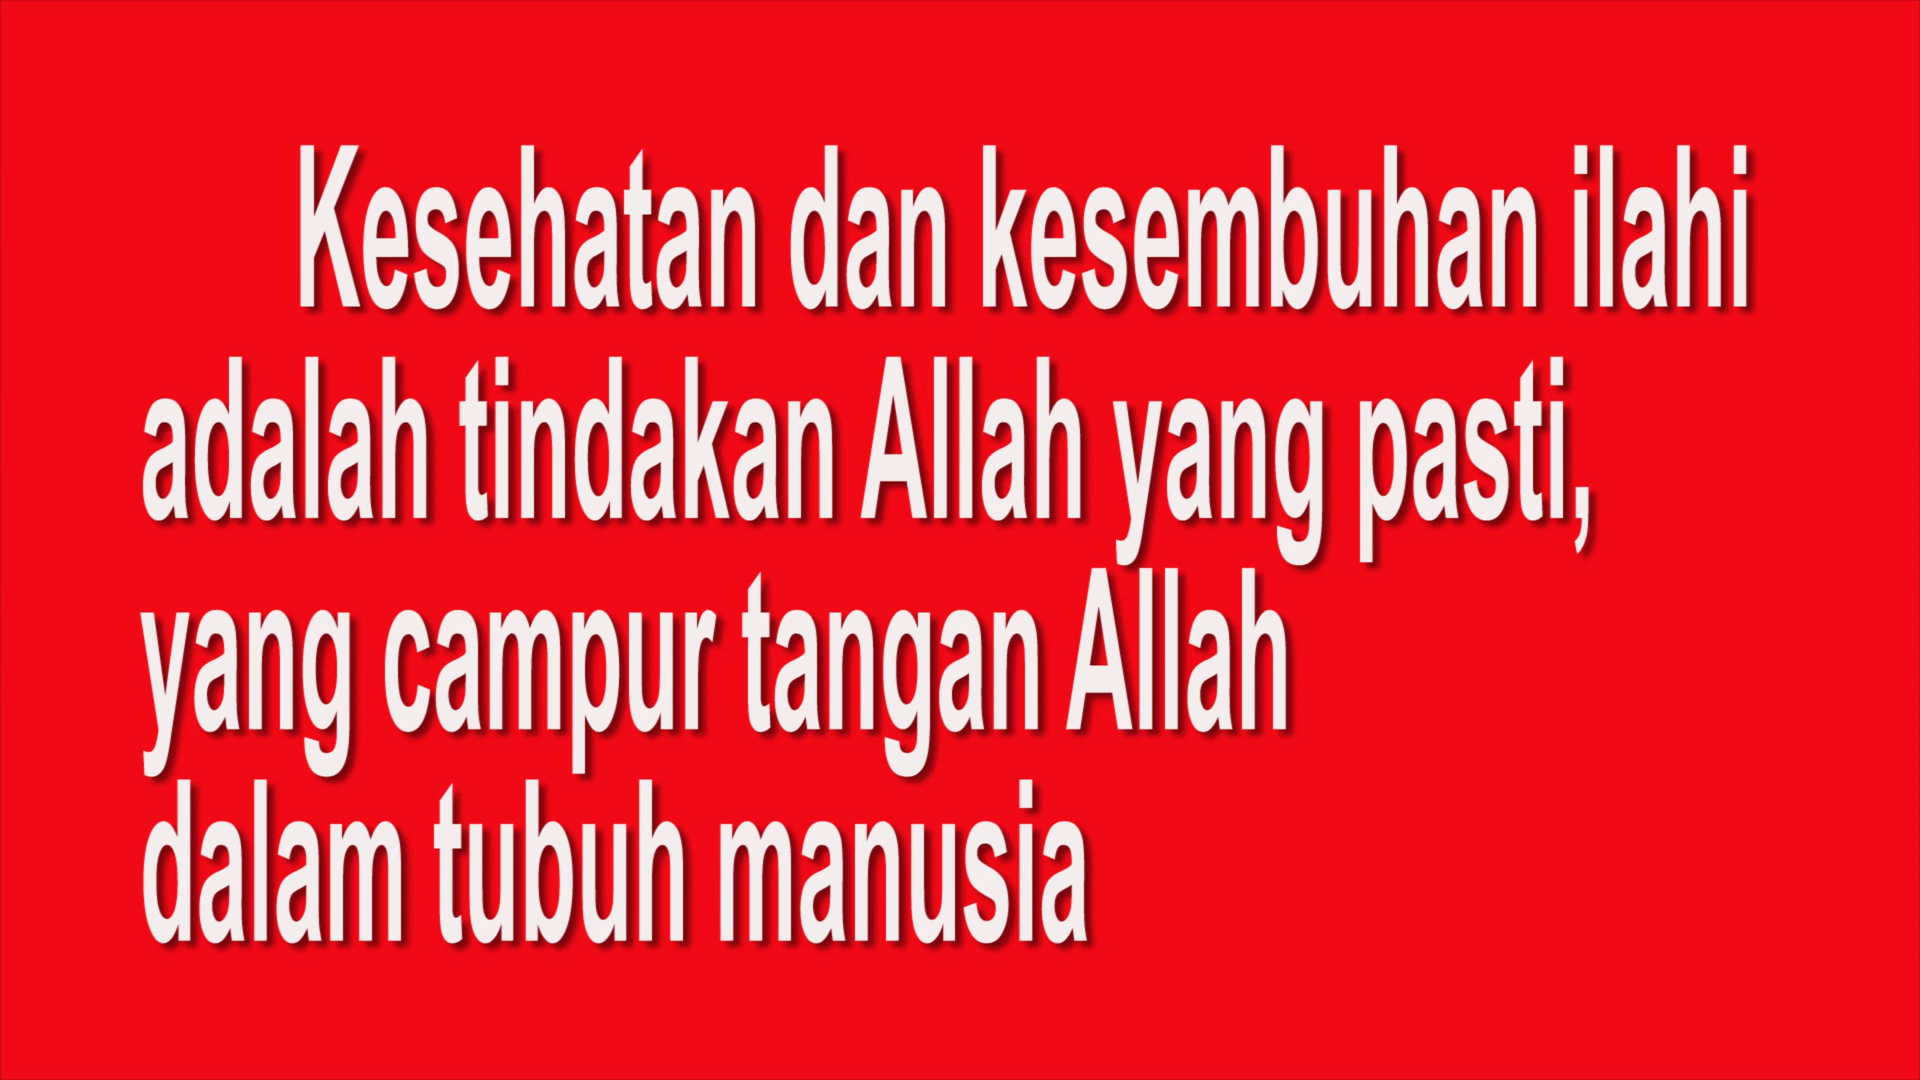 Kesehatan dan kesembuhan ilahi
adalah tindakan Allah yang pasti,
yang campur tangan Allah
dalam tubuh manusia